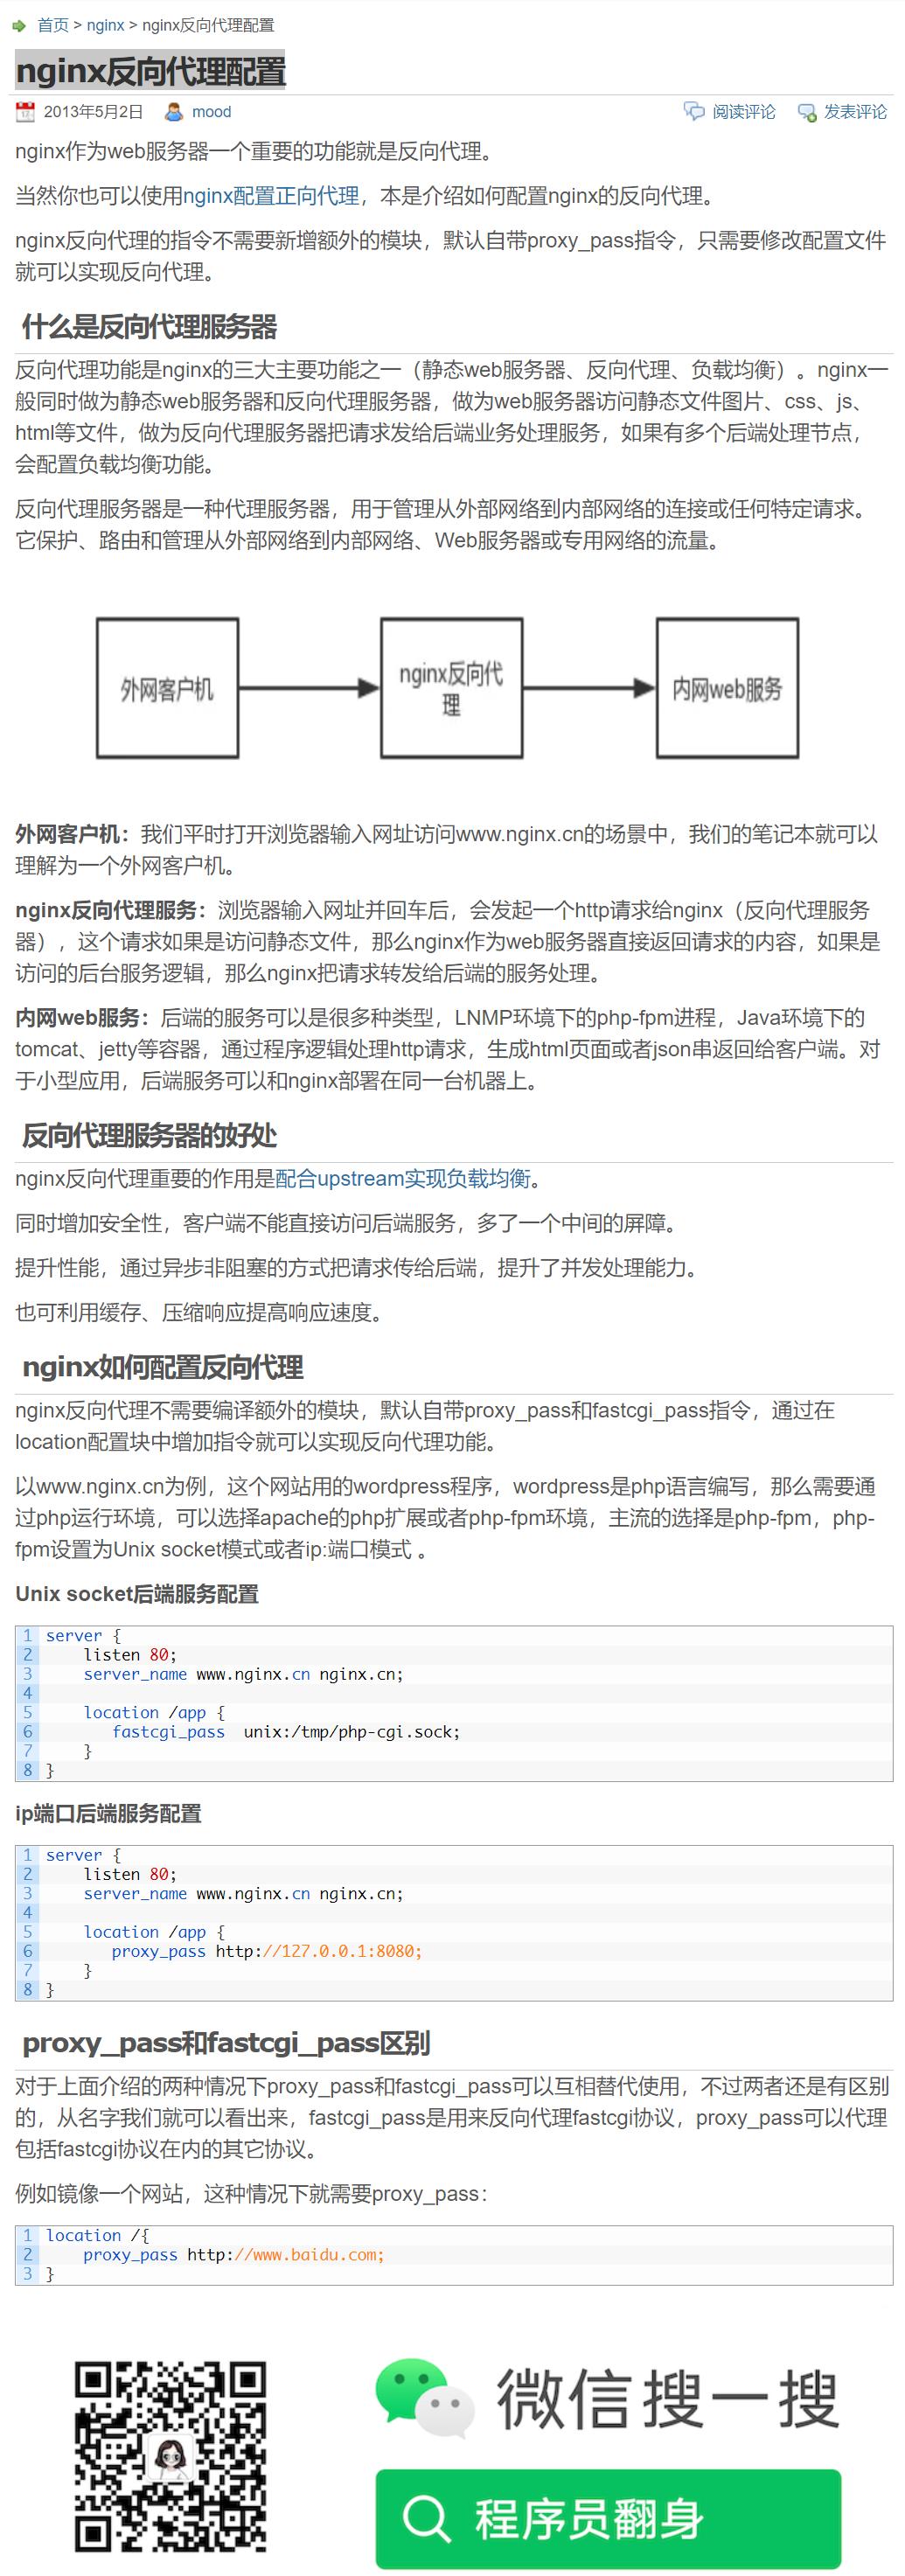 首页 > nginx > nginx反向代理配置
nginx反向代理配置
2013年5月2日 mood 阅读评论 发表评论
nginx作为web服务器一个重要的功能就是反向代理。
当然你也可以使用nginx配置正向代理，本是介绍如何配置nginx的反向代理。
nginx反向代理的指令不需要新增额外的模块，默认自带proxy_pass指令，只需要修改配置文件
就可以实现反向代理。
什么是反向代理服务器
反向代理功能是nginx的三大主要功能之一（静态web服务器、反向代理、负载均衡）。nginx一
般同时做为静态web服务器和反向代理服务器，做为web服务器访问静态文件图片、css、js、
html等文件，做为反向代理服务器把请求发给后端业务处理服务，如果有多个后端处理节点，
会配置负载均衡功能。
反向代理服务器是一种代理服务器，用于管理从外部网络到内部网络的连接或任何特定请求。
它保护、路由和管理从外部网络到内部网络、Web服务器或专用网络的流量。
外网客户机
nginx反向代
理
内网web服务
外网客户机：我们平时打开浏览器输入网址访问www.nginx.cn的场景中，我们的笔记本就可以
理解为一个外网客户机。
nginx反向代理服务：浏览器输入网址并回车后，会发起一个http请求给nginx（反向代理服务
器），这个请求如果是访问静态文件，那么nginx作为web服务器直接返回请求的内容，如果是
访问的后台服务逻辑，那么nginx把请求转发给后端的服务处理。
内网web服务：后端的服务可以是很多种类型，LNMP环境下的php-fpm进程，Java环境下的
tomcat、jetty等容器，通过程序逻辑处理http请求，生成html页面或者json串返回给客户端。对
于小型应用，后端服务可以和nginx部署在同一台机器上。
反向代理服务器的好处
nginx反向代理重要的作用是配合upstream实现负载均衡。
同时增加安全性，客户端不能直接访问后端服务，多了一个中间的屏障。
提升性能，通过异步非阻塞的方式把请求传给后端，提升了并发处理能力。
也可利用缓存、压缩响应提高响应速度。
nginx如何配置反向代理
nginx反向代理不需要编译额外的模块，默认自带proxy_pass和fastcgi_pass指令，通过在
location配置块中增加指令就可以实现反向代理功能。
以www.nginx.cn为例，这个网站用的wordpress程序，wordpress是php语言编写，那么需要通
过php运行环境，可以选择apache的php扩展或者php-fpm环境，主流的选择是php-fpm，php-
fpm设置为Unix socket模式或者ip:端口模式 。
Unix socket后端服务配置
1 server {
2     listen 80;
3     server_name www.nginx.cn nginx.cn;
4
5     location /app {
6        fastcgi_pass  unix:/tmp/php-cgi.sock;
7     }
8 }
ip端口后端服务配置
1 server {
2     listen 80;
3     server_name www.nginx.cn nginx.cn;
4
5     location /app {
6        proxy_pass http://127.0.0.1:8080;
7     }
8 }
proxy_pass和fastcgi_pass区别
对于上面介绍的两种情况下proxy_pass和fastcgi_pass可以互相替代使用，不过两者还是有区别
的，从名字我们就可以看出来，fastcgi_pass是用来反向代理fastcgi协议，proxy_pass可以代理
包括fastcgi协议在内的其它协议。
例如镜像一个网站，这种情况下就需要proxy_pass：
1 location /{
2     proxy_pass http://www.baidu.com;
3 }
微信搜一搜
程序员翻身